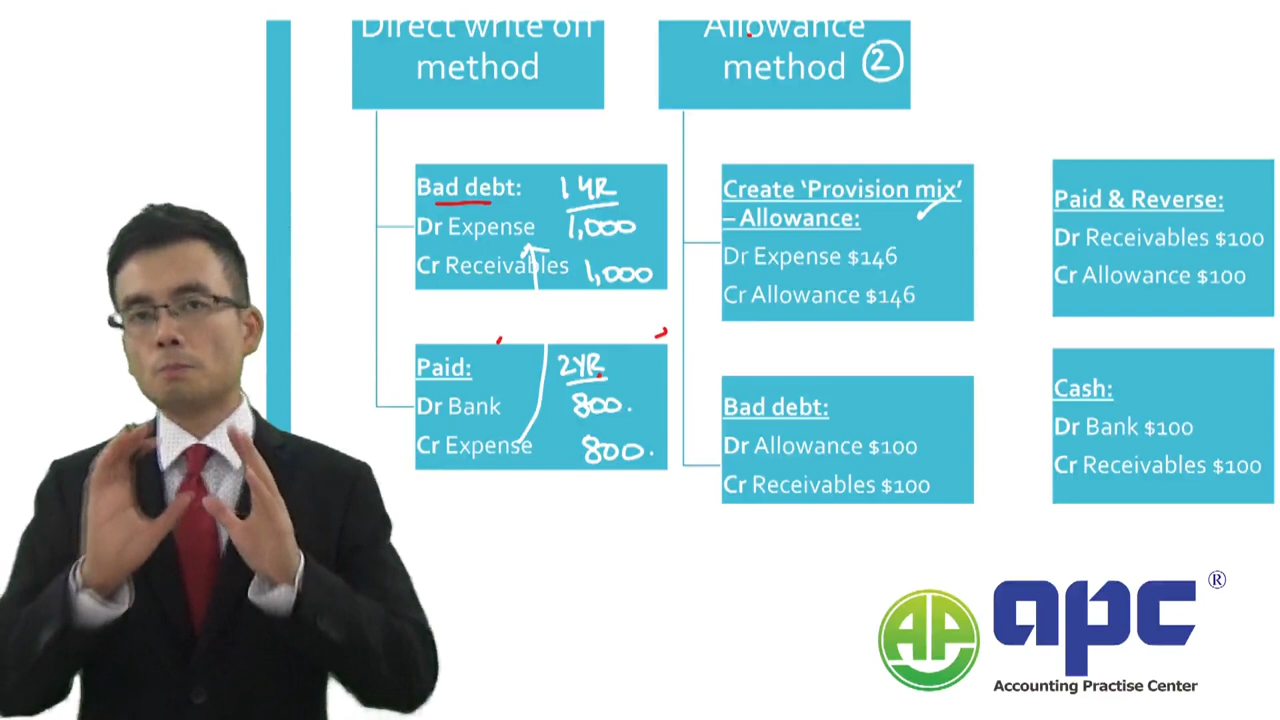 Direct write off
method
Allowance
method 2
Bad debt: 1 YR
Dr Expense 1,000
Cr Receivables 1,000
Paid: 2YR
Dr Bank 800.
Cr Expense 800.
Create ‘Provision mix’
– Allowance:
Dr Expense $146
Cr Allowance $146
Bad debt:
Dr Allowance $100
Cr Receivables $100
Paid & Reverse:
Dr Receivables $100
Cr Allowance $100
Cash:
Dr Bank $100
Cr Receivables $100
AP
apc®
Accounting Practise Center